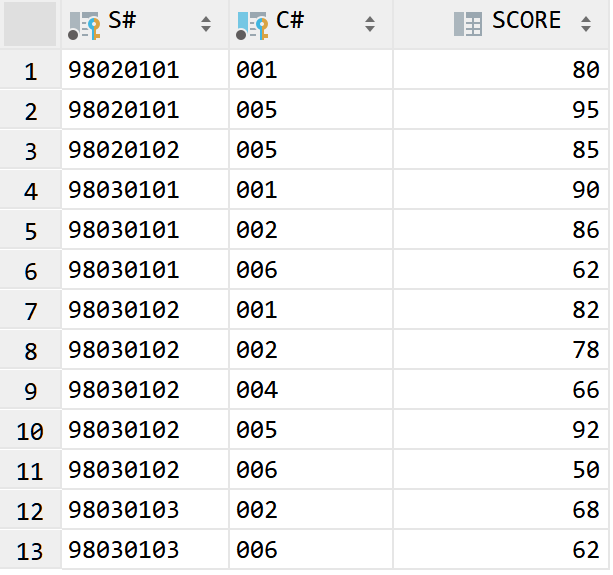 S# C# SCORE
1 98020101 001 80
2 98020101 005 95
3 98020102 005 85
4 98030101 001 90
5 98030101 002 86
6 98030101 006 62
7 98030102 001 82
8 98030102 002 78
9 98030102 004 66
10 98030102 005 92
11 98030102 006 50
12 98030103 002 68
13 98030103 006 62